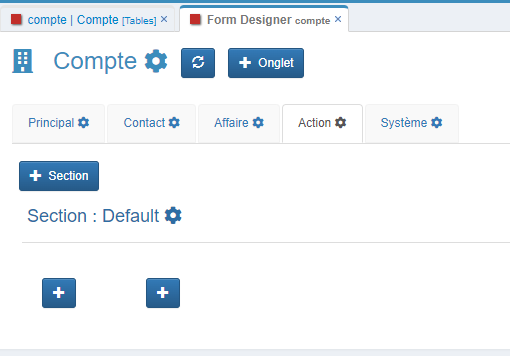 compte | Compte [Tables] ×
Form Designer compte ×
Compte
Onglet
Principal
Contact
Affaire
Action
Système
Section
Section : Default